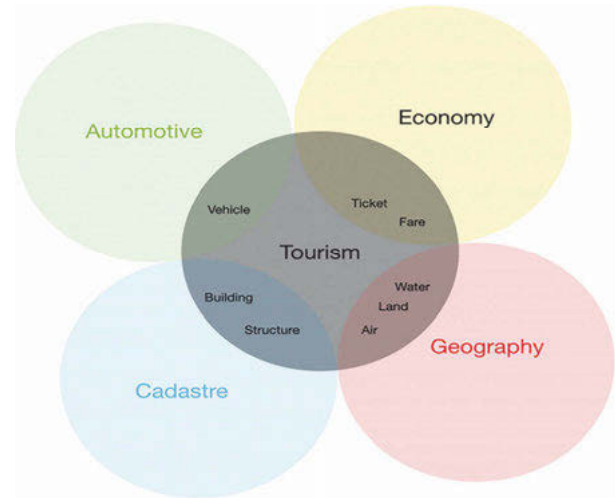 Automotive
Economy
Vehicle
Ticket
Fare
Tourism
Building
Structure
Water
Land
Air
Cadastre
Geography